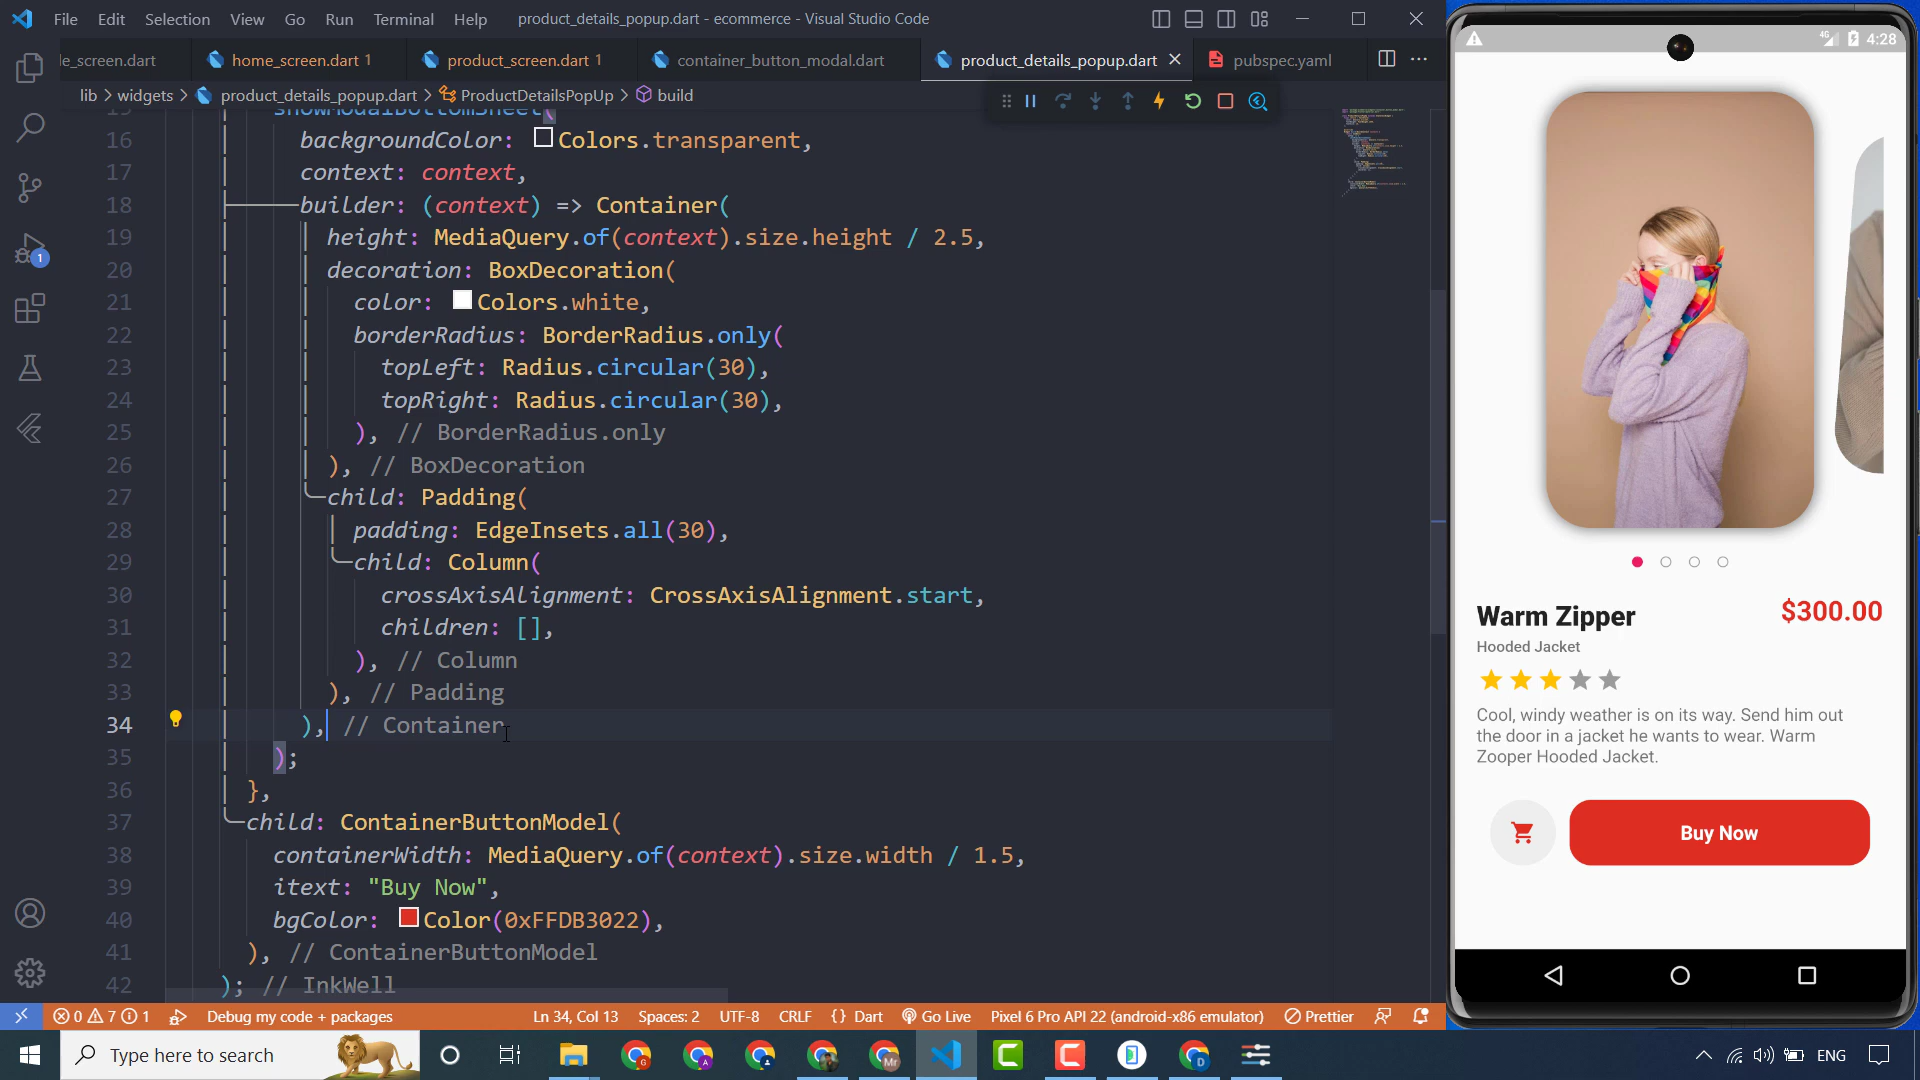 File Edit Selection View Go Run Terminal Help product_details_popup.dart - ecommerce - Visual Studio Code
le_screen.dart home_screen.dart 1 product_screen.dart 1 container_button_modal.dart product_details_popup.dart pubspec.yaml
lib > widgets > product_details_popup.dart > ProductDetailsPopUp > build
15 showModalBottomSheet(
16 backgroundColor: Colors.transparent,
17 context: context,
18 builder: (context) => Container(
19 height: MediaQuery.of(context).size.height / 2.5,
20 decoration: BoxDecoration(
21 color: Colors.white,
22 borderRadius: BorderRadius.only(
23 topLeft: Radius.circular(30),
24 topRight: Radius.circular(30),
25 ), // BorderRadius.only
26 ), // BoxDecoration
27 child: Padding(
28 padding: EdgeInsets.all(30),
29 child: Column(
30 crossAxisAlignment: CrossAxisAlignment.start,
31 children: [],
32 ), // Column
33 ), // Padding
34 ), // Container
35 );
36 },
37 child: ContainerButtonModel(
38 containerWidth: MediaQuery.of(context).size.width / 1.5,
39 itext: "Buy Now",
40 bgColor: Color(0xFFDB3022),
41 ), // ContainerButtonModel
42 ); // InkWell
1
0 7 1 Debug my code + packages Ln 34, Col 13 Spaces: 2 UTF-8 CRLF {} Dart Go Live Pixel 6 Pro API 22 (android-x86 emulator) Prettier
Type here to search
ENG
4G 4:28
Warm Zipper $300.00
Hooded Jacket
Cool, windy weather is on its way. Send him out
the door in a jacket he wants to wear. Warm
Zooper Hooded Jacket.
Buy Now